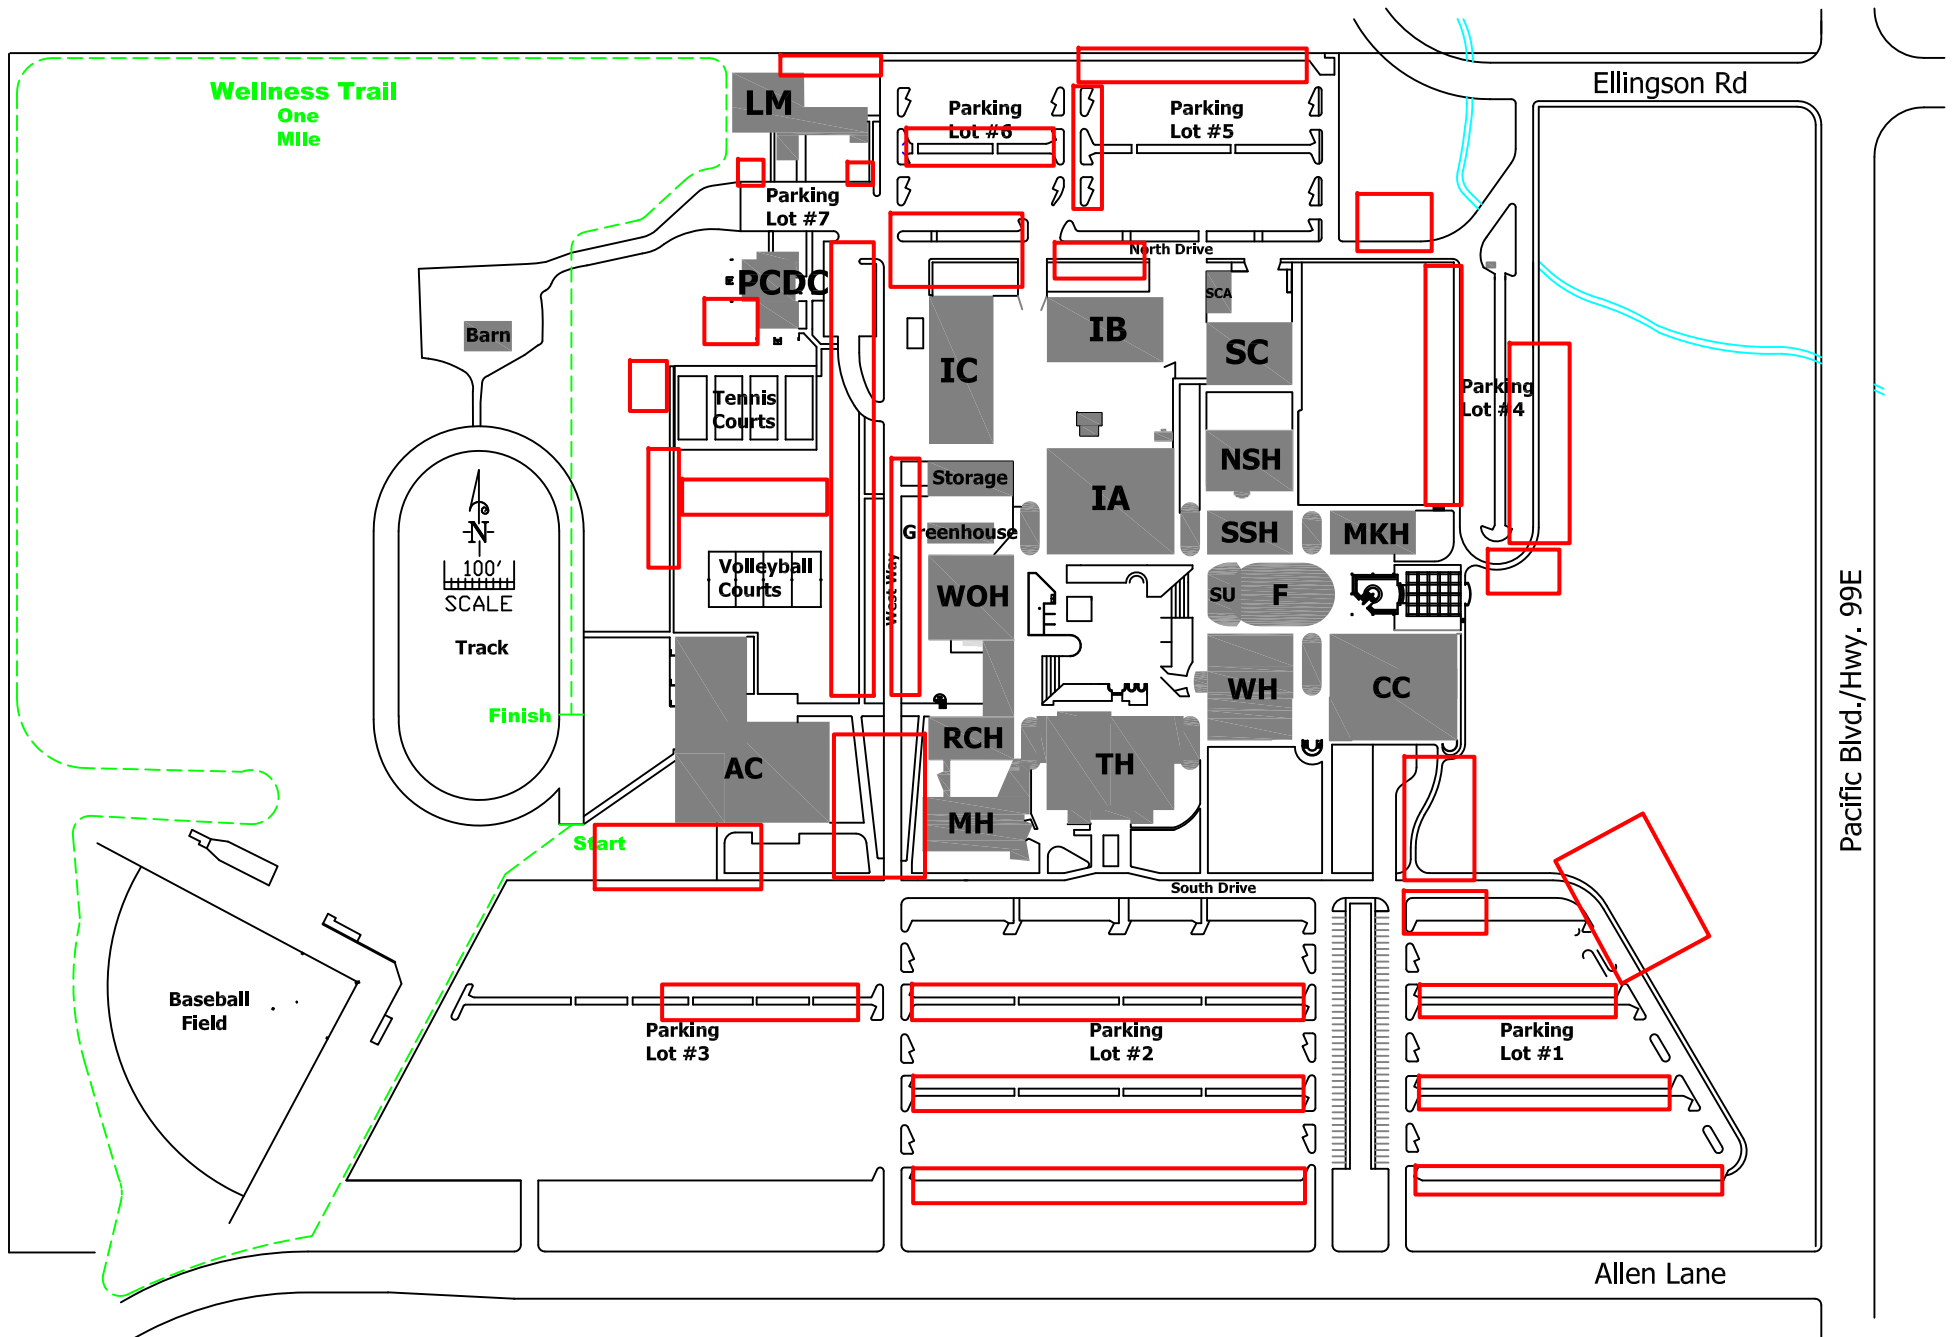 Wellness Trail
One
MIle
LM
Parking
Lot #6
Parking
Lot #5
Ellingson Rd
Parking
Lot #7
North Drive
PCDC
SCA
Barn
IC
IB
SC
Tennis
Courts
Parking
Lot #4
NSH
Storage
IA
N
Greenhouse
SSH
MKH
100'
SCALE
Volleyball
Courts
West Way
WOH
SU
F
Track
Pacific Blvd./Hwy. 99E
WH
CC
Finish
RCH
AC
TH
MH
Start
South Drive
Baseball
Field
Parking
Lot #3
Parking
Lot #2
Parking
Lot #1
Allen Lane